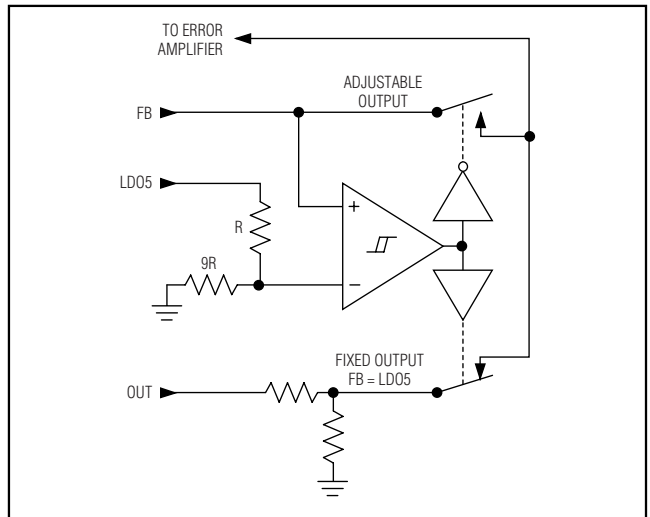 TO ERROR
AMPLIFIER
ADJUSTABLE
OUTPUT
FB
LDO5
R
+
9R
−
FIXED OUTPUT
FB = LDO5
OUT